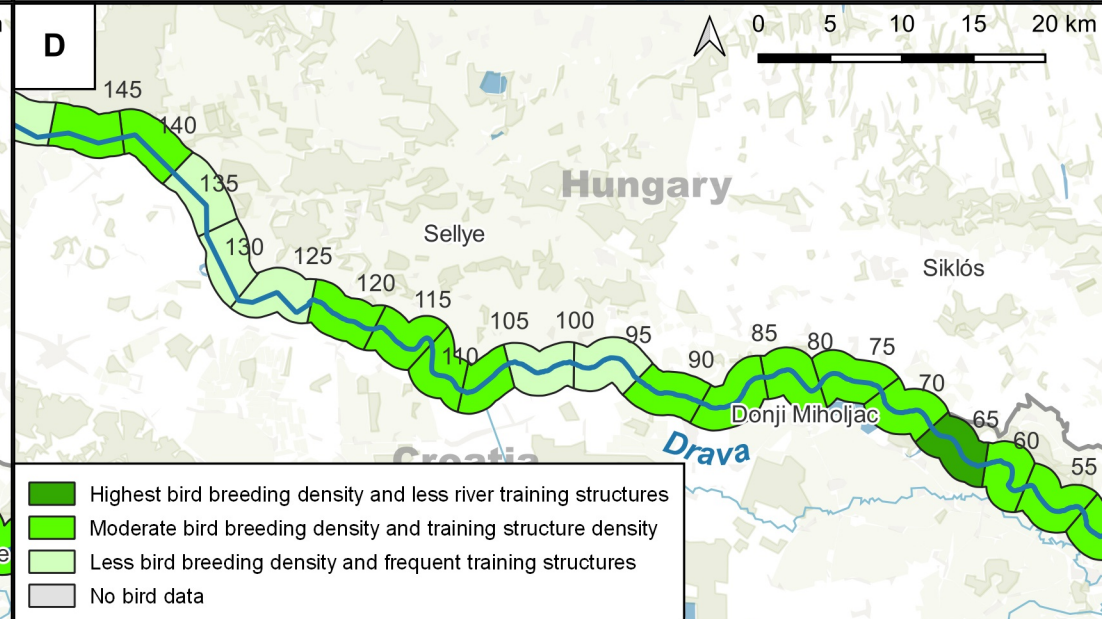 D
0 5 10 15 20 km
145
140
135
Hungary
130
Sellye
125
Siklós
120
115
105
100
95
110
85
80
75
90
70
Donji Miholjac
65
60
Drava
Croatia
55
Highest bird breeding density and less river training structures
Moderate bird breeding density and training structure density
Less bird breeding density and frequent training structures
No bird data